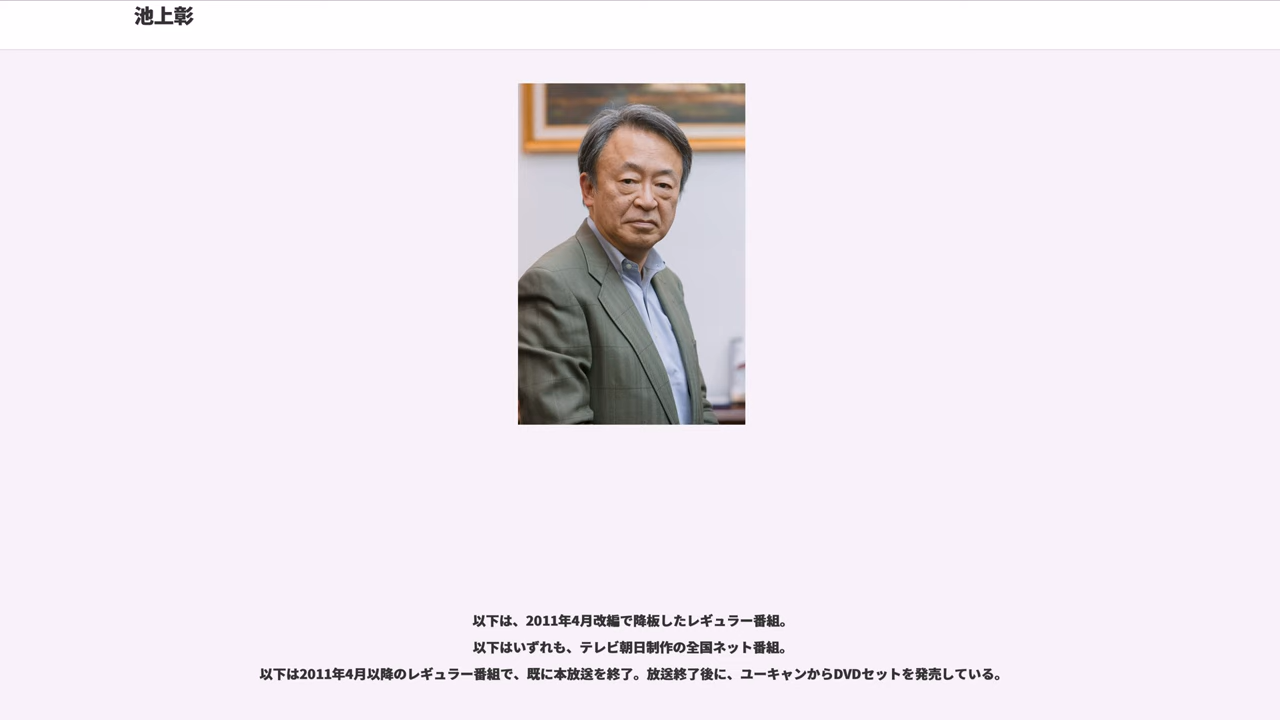 池上彰
以下は、2011年4月改編で降板したレギュラー番組。
以下はいずれも、テレビ朝日制作の全国ネット番組。
以下は2011年4月以降のレギュラー番組で、既に本放送を終了。放送終了後に、ユーキャンからDVDセットを発売している。